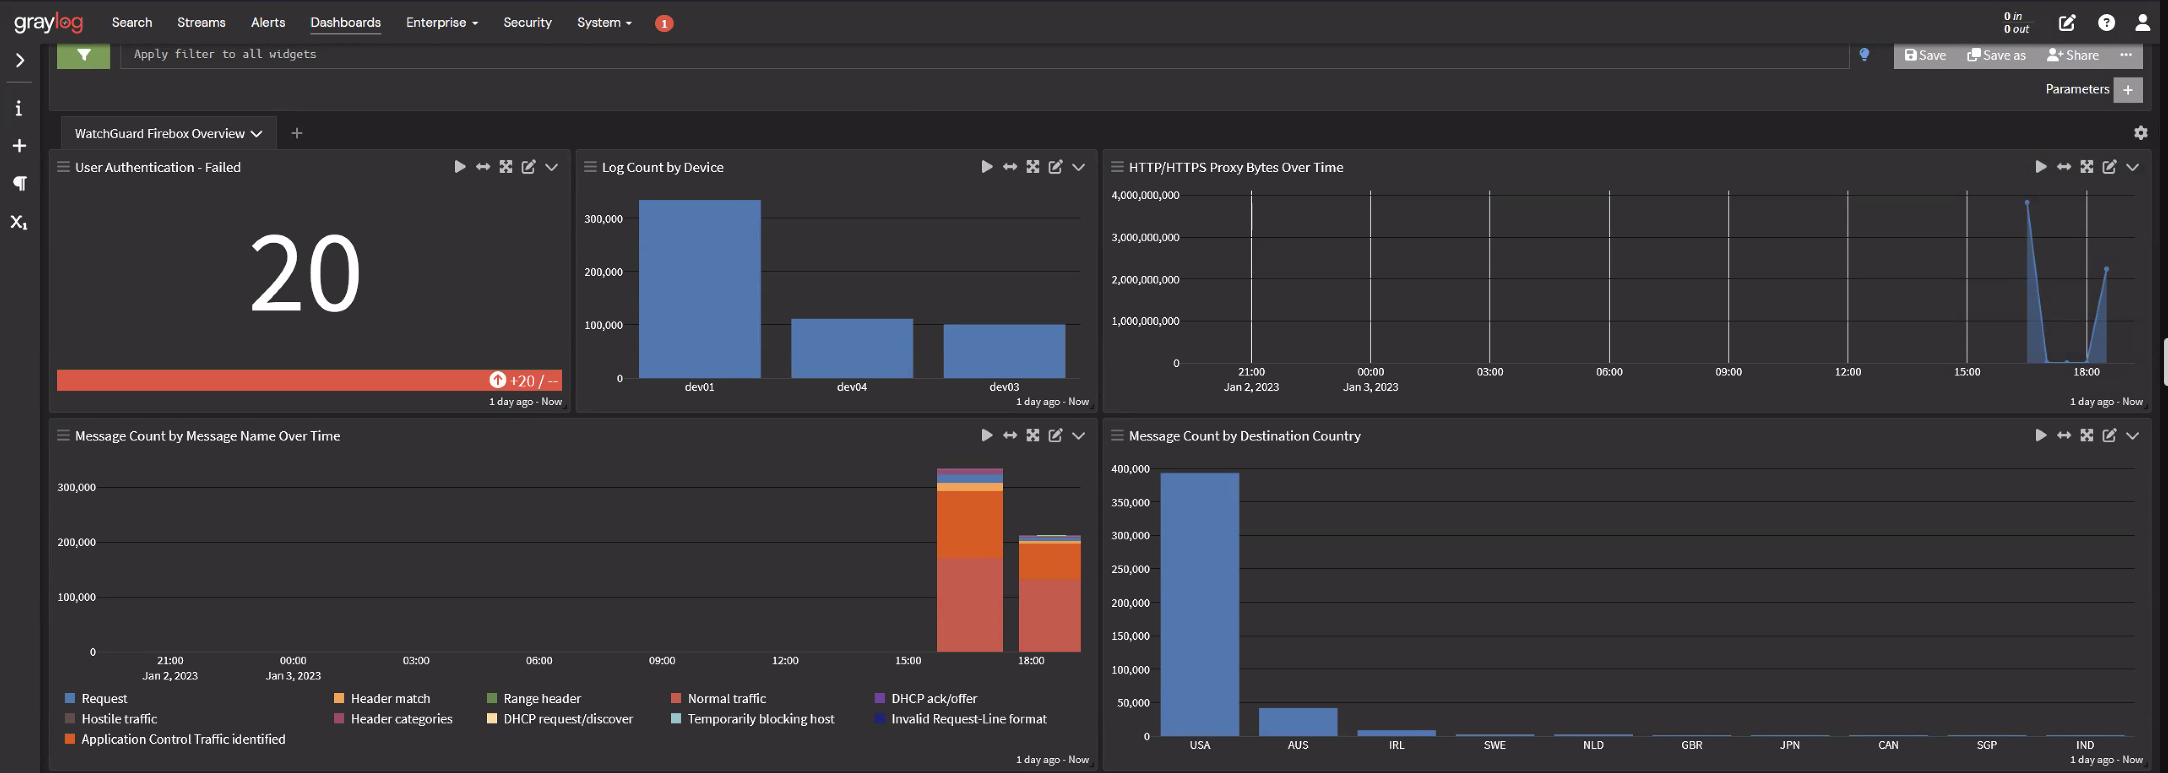 graylog
Search Streams Alerts Dashboards Enterprise Security System 1
0 in
0 out
Apply filter to all widgets
Save Save as Share ...
Parameters +
WatchGuard Firebox Overview +
User Authentication - Failed
20
+20 / --
1 day ago - Now
Log Count by Device
300,000
200,000
100,000
0
dev01 dev04 dev03
1 day ago - Now
HTTP/HTTPS Proxy Bytes Over Time
4,000,000,000
3,000,000,000
2,000,000,000
1,000,000,000
0
21:00 00:00 03:00 06:00 09:00 12:00 15:00 18:00
Jan 2, 2023 Jan 3, 2023
1 day ago - Now
Message Count by Message Name Over Time
300,000
200,000
100,000
0
21:00 00:00 03:00 06:00 09:00 12:00 15:00 18:00
Jan 2, 2023 Jan 3, 2023
Request Header match Range header Normal traffic DHCP ack/offer
Hostile traffic Header categories DHCP request/discover Temporarily blocking host Invalid Request-Line format
Application Control Traffic identified
1 day ago - Now
Message Count by Destination Country
400,000
350,000
300,000
250,000
200,000
150,000
100,000
50,000
0
USA AUS IRL SWE NLD GBR JPN CAN SGP IND
1 day ago - Now